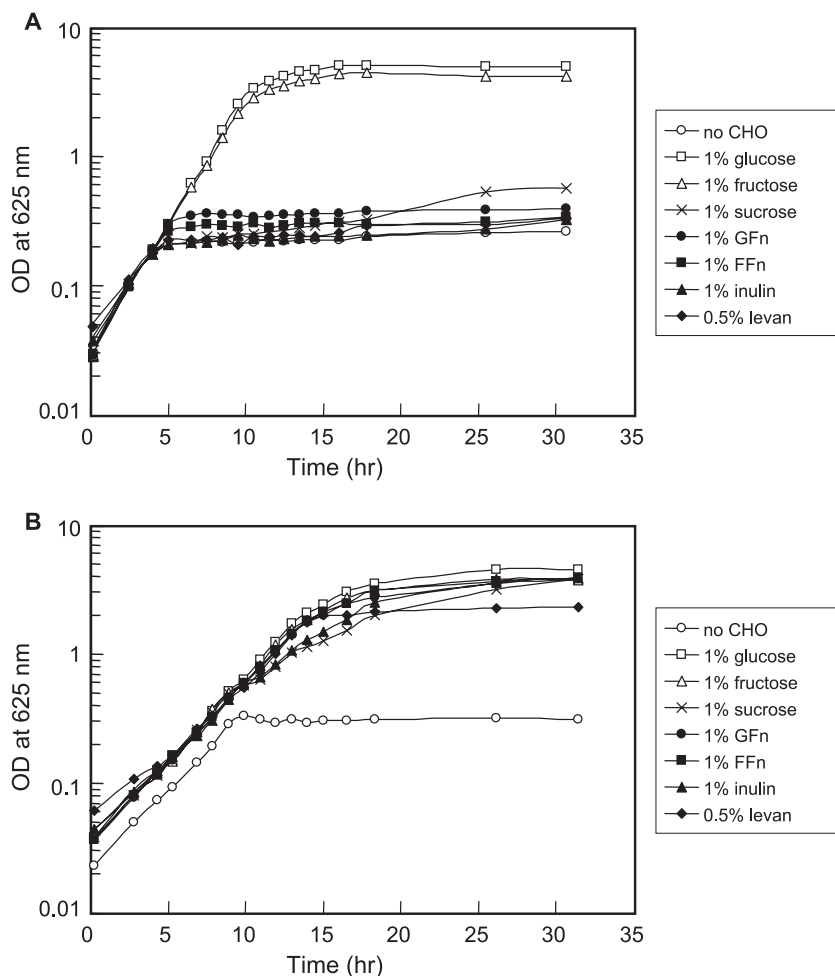 A
10
1
0.1
0.01
OD at 625 nm
0 5 10 15 20 25 30 35
Time (hr)
no CHO
1% glucose
1% fructose
1% sucrose
1% GFn
1% FFn
1% inulin
0.5% levan
B
10
1
0.1
0.01
OD at 625 nm
0 5 10 15 20 25 30 35
Time (hr)
no CHO
1% glucose
1% fructose
1% sucrose
1% GFn
1% FFn
1% inulin
0.5% levan